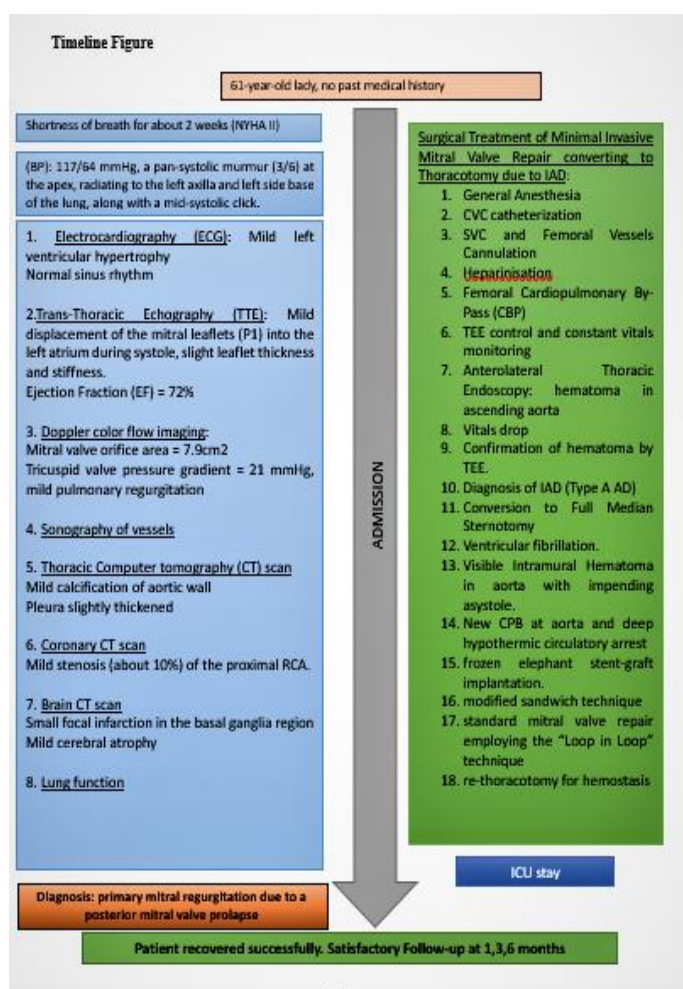 Timeline Figure
61-year-old lady, no past medical history
Shortness of breath for about 2 weeks (NYHA II)
(BP): 117/64 mmHg, a pan-systolic murmur (3/6) at
the apex, radiating to the left axilla and left side base
of the lung, along with a mid-systolic click.
1. Electrocardiography (ECG): Mild left
ventricular hypertrophy
Normal sinus rhythm
2.Trans-Thoracic Echography (TTE): Mild
displacement of the mitral leaflets (P1) into the
left atrium during systole, slight leaflet thickness
and stiffness.
Ejection Fraction (EF) = 72%
3. Doppler color flow imaging:
Mitral valve orifice area = 7.9cm2
Tricuspid valve pressure gradient = 21 mmHg,
mild pulmonary regurgitation
4. Sonography of vessels
5. Thoracic Computer tomography (CT) scan
Mild calcification of aortic wall
Pleura slightly thickened
6. Coronary CT scan
Mild stenosis (about 10%) of the proximal RCA.
7. Brain CT scan
Small focal infarction in the basal ganglia region
Mild cerebral atrophy
8. Lung function
Diagnosis: primary mitral regurgitation due to a
posterior mitral valve prolapse
ADMISSION
Surgical Treatment of Minimal Invasive
Mitral Valve Repair converting to
Thoracotomy due to IAD:
1. General Anesthesia
2. CVC catheterization
3. SVC and Femoral Vessels
Cannulation
4. Heparinisation
5. Femoral Cardiopulmonary By-
Pass (CBP)
6. TEE control and constant vitals
monitoring
7. Anterolateral Thoracic
Endoscopy: hematoma in
ascending aorta
8. Vitals drop
9. Confirmation of hematoma by
TEE.
10. Diagnosis of IAD (Type A AD)
11. Conversion to Full Median
Sternotomy
12. Ventricular fibrillation.
13. Visible Intramural Hematoma
in aorta with impending
asystole.
14. New CPB at aorta and deep
hypothermic circulatory arrest
15. frozen elephant stent-graft
implantation.
16. modified sandwich technique
17. standard mitral valve repair
employing the “Loop in Loop”
technique
18. re-thoracotomy for hemostasis
ICU stay
Patient recovered successfully. Satisfactory Follow-up at 1,3,6 months